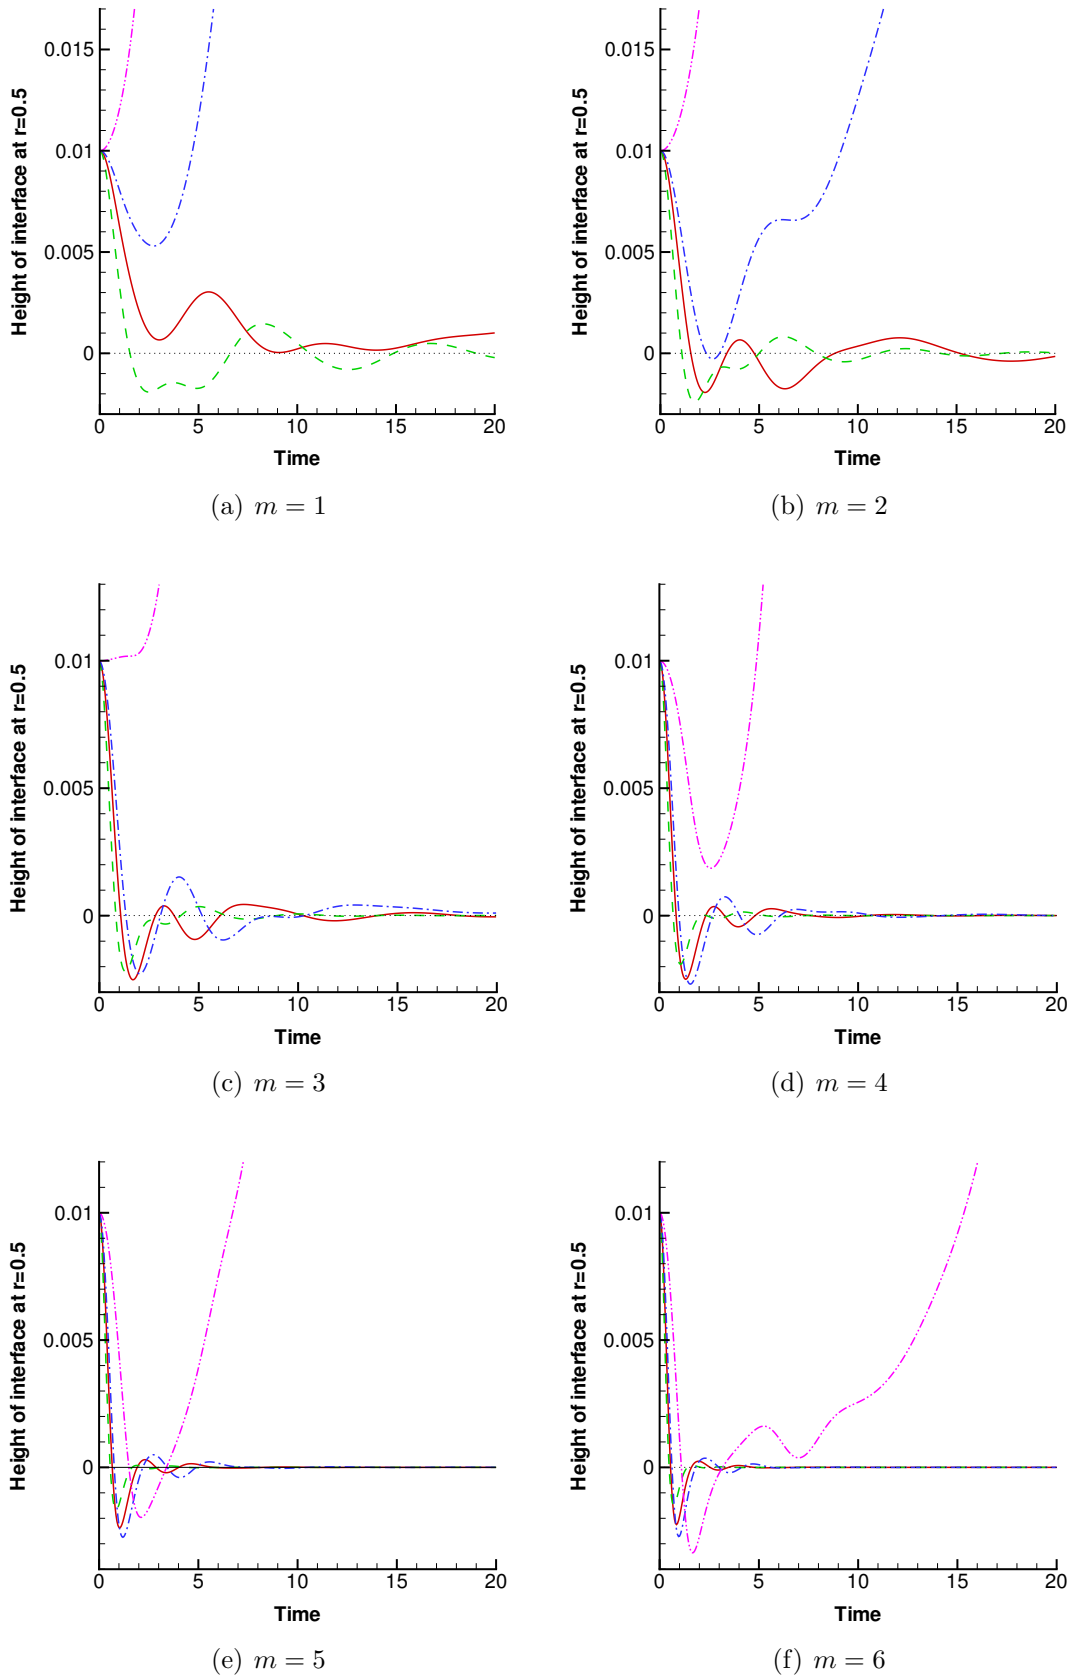 0.015
0.01
0.005
0
Height of interface at r=0.5
0 5 10 15 20
Time
(a) m = 1
0.015
0.01
0.005
0
Height of interface at r=0.5
0 5 10 15 20
Time
(b) m = 2
0.01
0.005
0
Height of interface at r=0.5
0 5 10 15 20
Time
(c) m = 3
0.01
0.005
0
Height of interface at r=0.5
0 5 10 15 20
Time
(d) m = 4
0.01
0.005
0
Height of interface at r=0.5
0 5 10 15 20
Time
(e) m = 5
0.01
0.005
0
Height of interface at r=0.5
0 5 10 15 20
Time
(f) m = 6